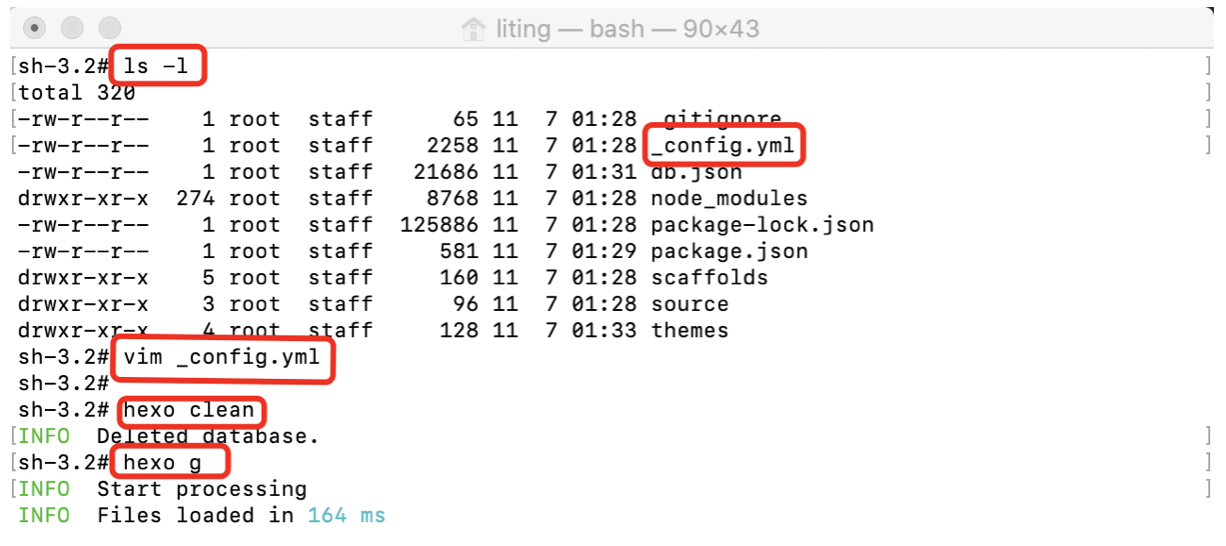 liting — bash — 90×43
[sh-3.2# ls -l ]
[total 320 ]
[-rw-r--r-- 1 root staff 65 11 7 01:28 .gitignore ]
[-rw-r--r-- 1 root staff 2258 11 7 01:28 _config.yml ]
-rw-r--r-- 1 root staff 21686 11 7 01:31 db.json
drwxr-xr-x 274 root staff 8768 11 7 01:28 node_modules
-rw-r--r-- 1 root staff 125886 11 7 01:28 package-lock.json
-rw-r--r-- 1 root staff 581 11 7 01:29 package.json
drwxr-xr-x 5 root staff 160 11 7 01:28 scaffolds
drwxr-xr-x 3 root staff 96 11 7 01:28 source
drwxr-xr-x 4 root staff 128 11 7 01:33 themes
sh-3.2# vim _config.yml
sh-3.2#
sh-3.2# hexo clean
[INFO Deleted database. ]
[sh-3.2# hexo g ]
[INFO Start processing ]
INFO Files loaded in 164 ms